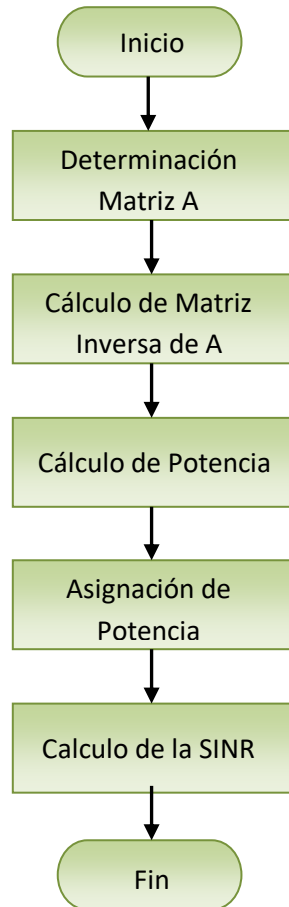 Inicio
Determinación
Matriz A
Cálculo de Matriz
Inversa de A
Cálculo de Potencia
Asignación de
Potencia
Calculo de la SINR
Fin